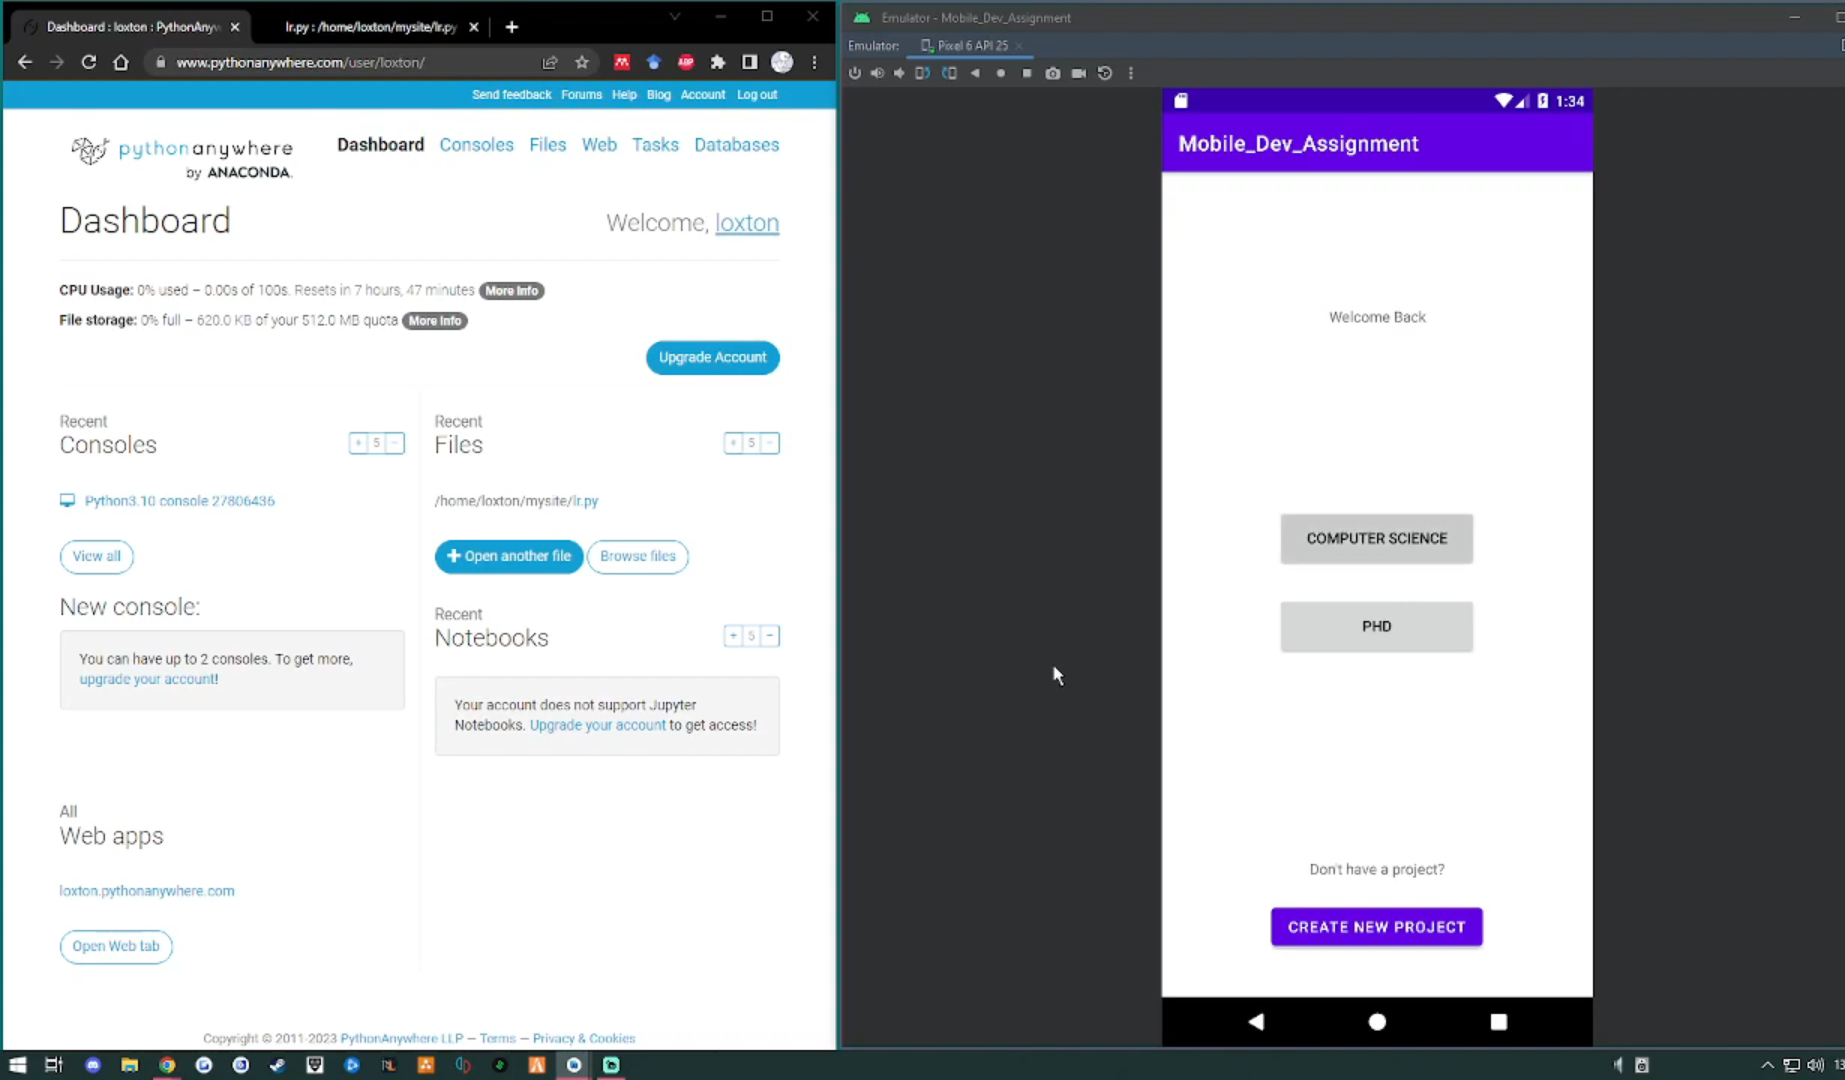 Dashboard : loxton : PythonAnyw
lr.py : /home/loxton/mysite/lr.py
www.pythonanywhere.com/user/loxton/
Send feedback Forums Help Blog Account Log out
pythonanywhere
by ANACONDA.
Dashboard Consoles Files Web Tasks Databases
Dashboard
Welcome, loxton
CPU Usage: 0% used – 0.00s of 100s. Resets in 7 hours, 47 minutes More Info
File storage: 0% full – 620.0 KB of your 512.0 MB quota More Info
Upgrade Account
Recent
Consoles
+ 5 −
Python3.10 console 27806436
View all
New console:
You can have up to 2 consoles. To get more,
upgrade your account!
Recent
Files
+ 5 −
/home/loxton/mysite/lr.py
+ Open another file
Browse files
Recent
Notebooks
+ 5 −
Your account does not support Jupyter
Notebooks. Upgrade your account to get access!
All
Web apps
loxton.pythonanywhere.com
Open Web tab
Copyright © 2011-2023 PythonAnywhere LLP – Terms – Privacy & Cookies
Emulator - Mobile_Dev_Assignment
Emulator: Pixel 6 API 25
1:34
Mobile_Dev_Assignment
Welcome Back
COMPUTER SCIENCE
PHD
Don't have a project?
CREATE NEW PROJECT